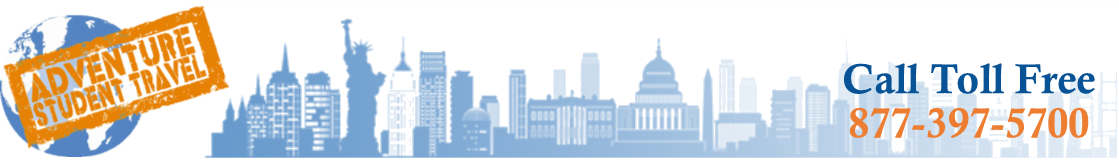 ADVENTURE
STUDENT TRAVEL
Call Toll Free
877-397-5700